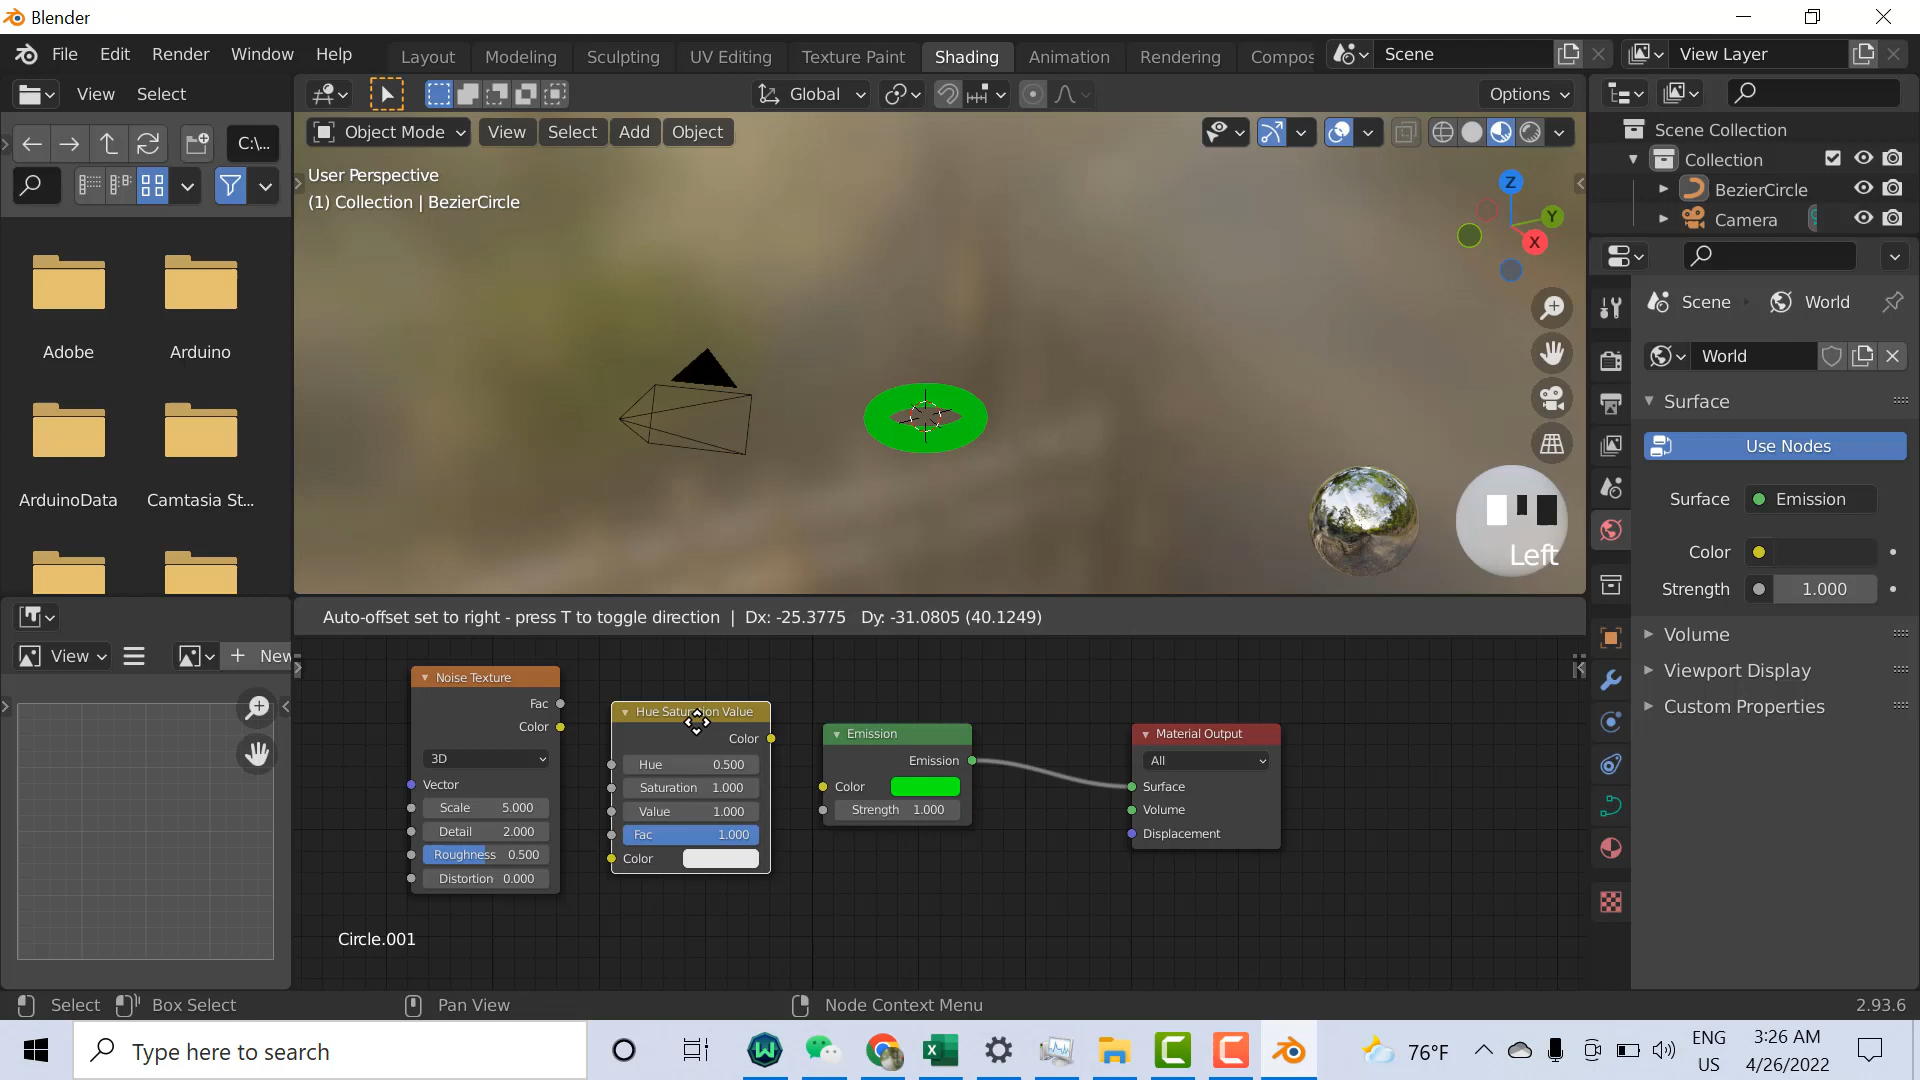 Blender
File Edit Render Window Help
Layout Modeling Sculpting UV Editing Texture Paint Shading Animation Rendering Compos
Scene
View Layer
View Select
Global
Options
C:\...
Object Mode View Select Add Object
User Perspective
(1) Collection | BezierCircle
Z
Y
X
Scene Collection
Collection
BezierCircle
Camera
Adobe
Arduino
ArduinoData
Camtasia St...
Scene
World
World
Surface
Use Nodes
Surface Emission
Color
Strength 1.000
Volume
Viewport Display
Custom Properties
Left
Auto-offset set to right - press T to toggle direction | Dx: -25.3775 Dy: -31.0805 (40.1249)
View
New
Noise Texture
Fac
Color
3D
Vector
Scale 5.000
Detail 2.000
Roughness 0.500
Distortion 0.000
Hue Saturation Value
Color
Hue 0.500
Saturation 1.000
Value 1.000
Fac 1.000
Color
Emission
Emission
Color
Strength 1.000
Material Output
All
Surface
Volume
Displacement
Circle.001
Select Box Select Pan View Node Context Menu
2.93.6
Type here to search
76°F
ENG
US
3:26 AM
4/26/2022